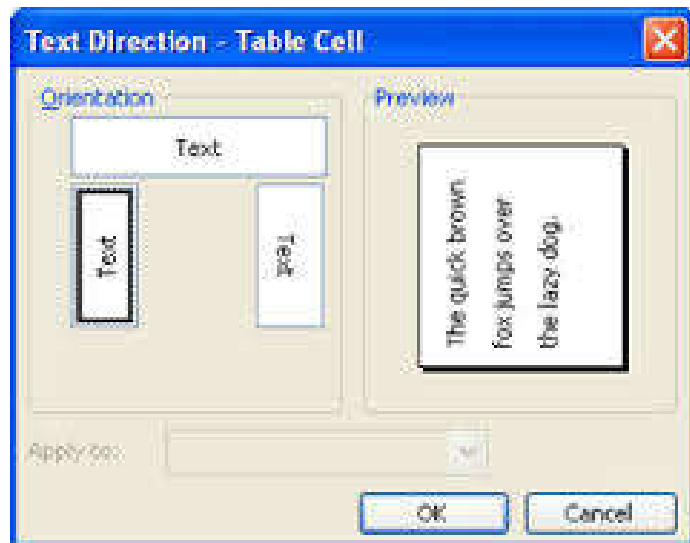 Text Direction - Table Cell
Orientation
Text
Text
Text
Preview
The quick brown
fox jumps over
the lazy dog.
Apply to:
OK
Cancel